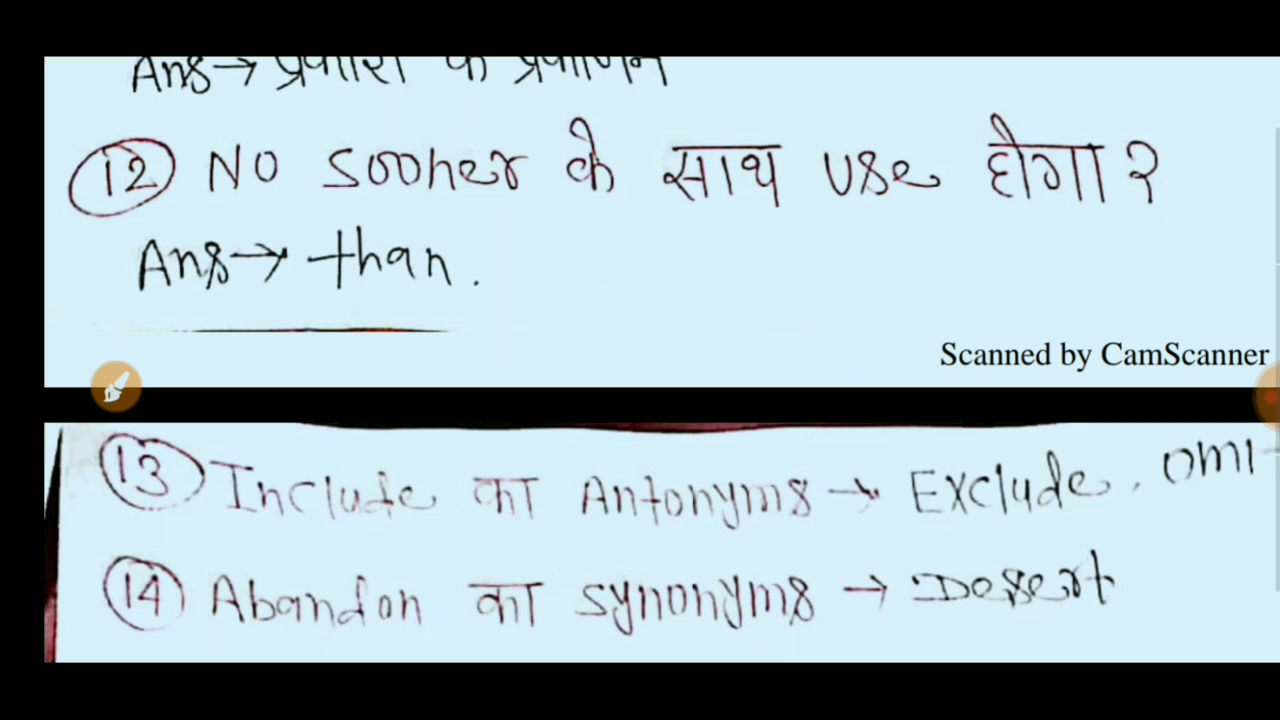 Ans→
(12) No sooner के साथ use होगा?
Ans→ than.
Scanned by CamScanner
(13) Include का Antonyms → Exclude, omi
(14) Abandon का synonyms → Desert